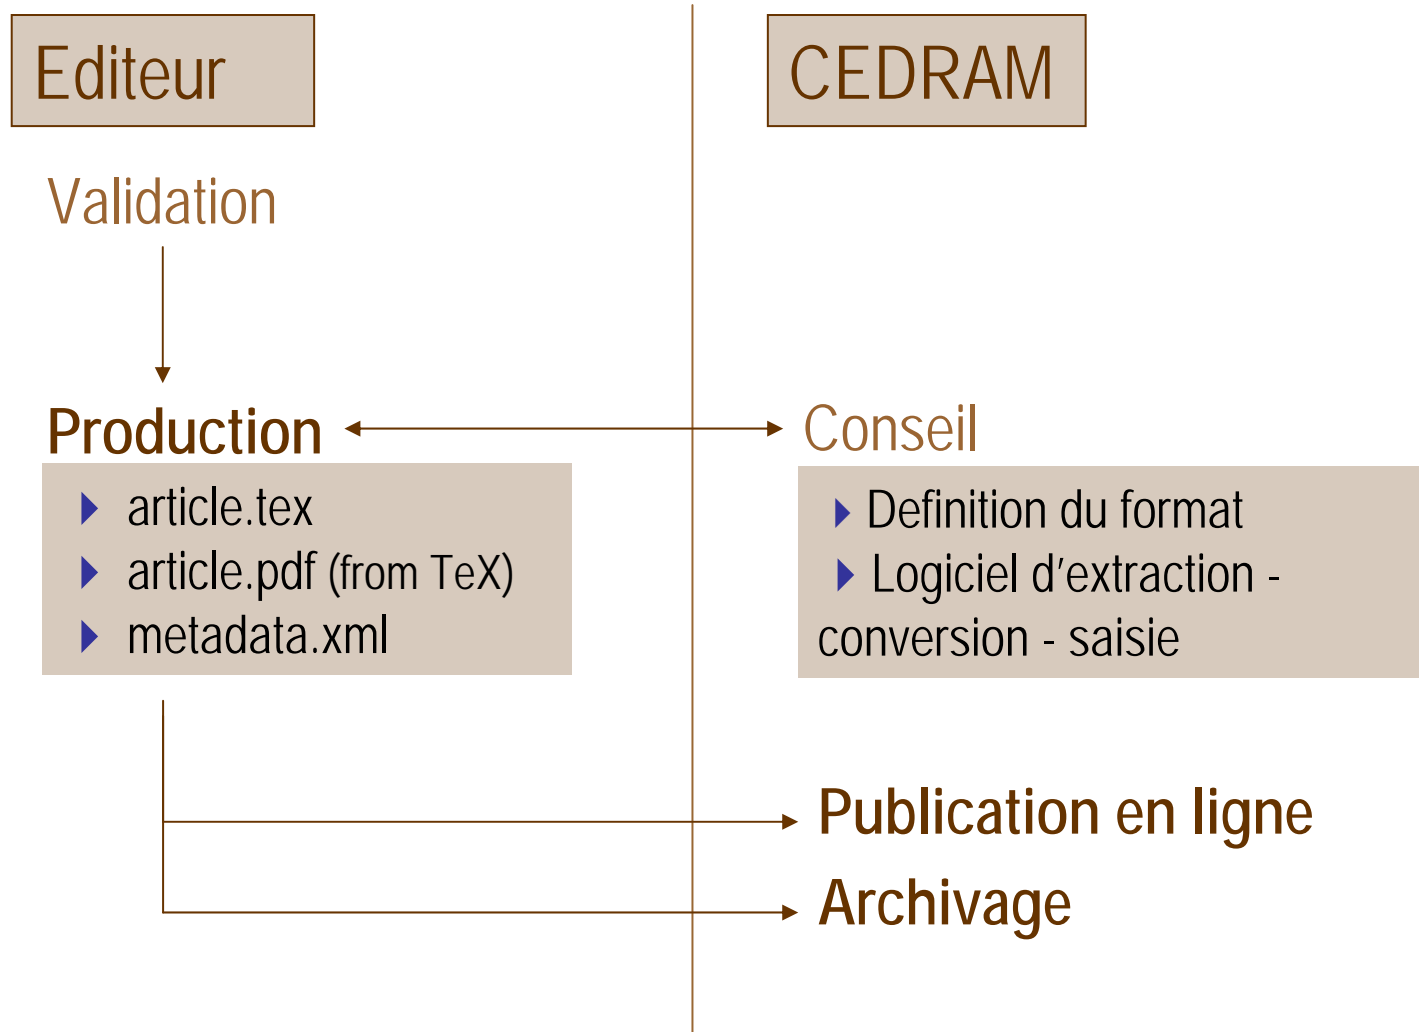 Editeur
CEDRAM
Validation
Production
Conseil
article.tex
article.pdf (from TeX)
metadata.xml
Definition du format
Logiciel d'extraction -
conversion - saisie
Publication en ligne
Archivage